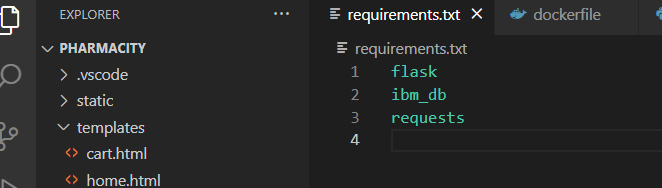 EXPLORER
...
PHARMACITY
.vscode
static
templates
<> cart.html
<> home.html
requirements.txt
dockerfile
requirements.txt
1 flask
2 ibm_db
3 requests
4